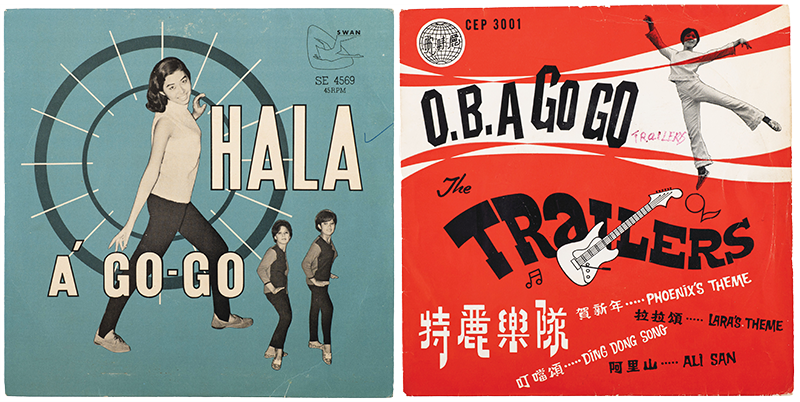 SWAN
SE 4569
45RPM
HALA
Á GO-GO
CEP 3001
O.B.A GO GO
TRAILERS
The
TRAILERS
特麗樂隊
賀新年·····PHOENIX'S THEME
拉拉頌·····LARA'S THEME
叮噹頌·····DING DONG SONG
阿里山·····ALI SAN